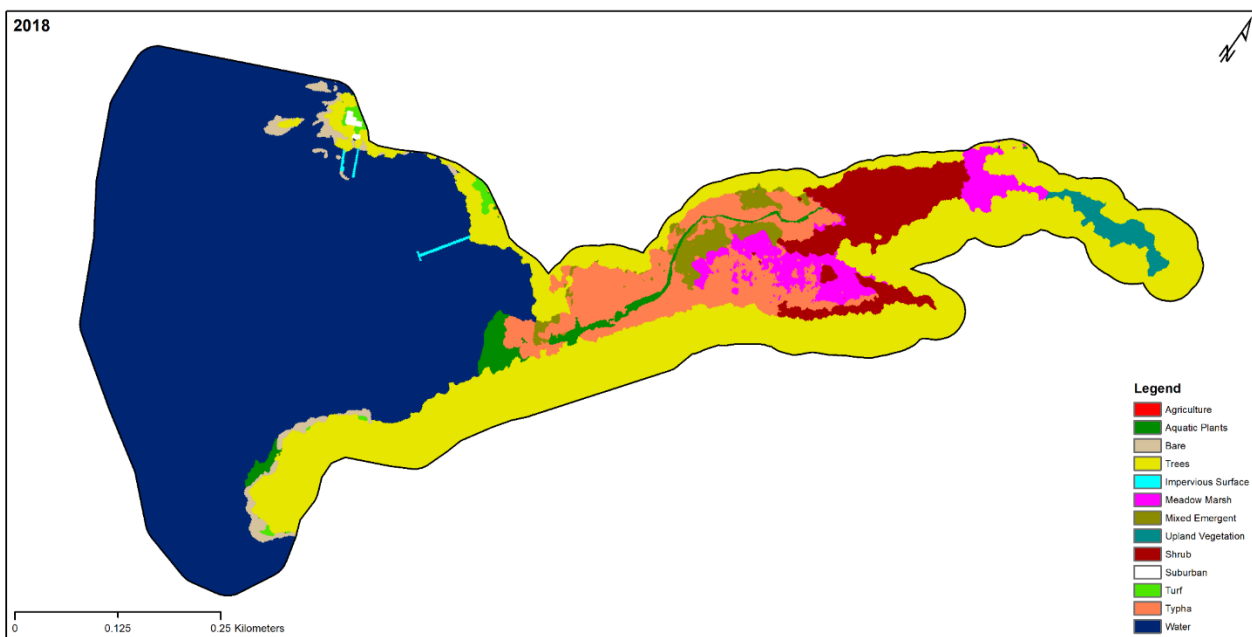 2018
N
Legend
Agriculture
Aquatic Plants
Bare
Trees
Impervious Surface
Meadow Marsh
Mixed Emergent
Upland Vegetation
Shrub
Suburban
Turf
Typha
Water
0 0.125 0.25 Kilometers